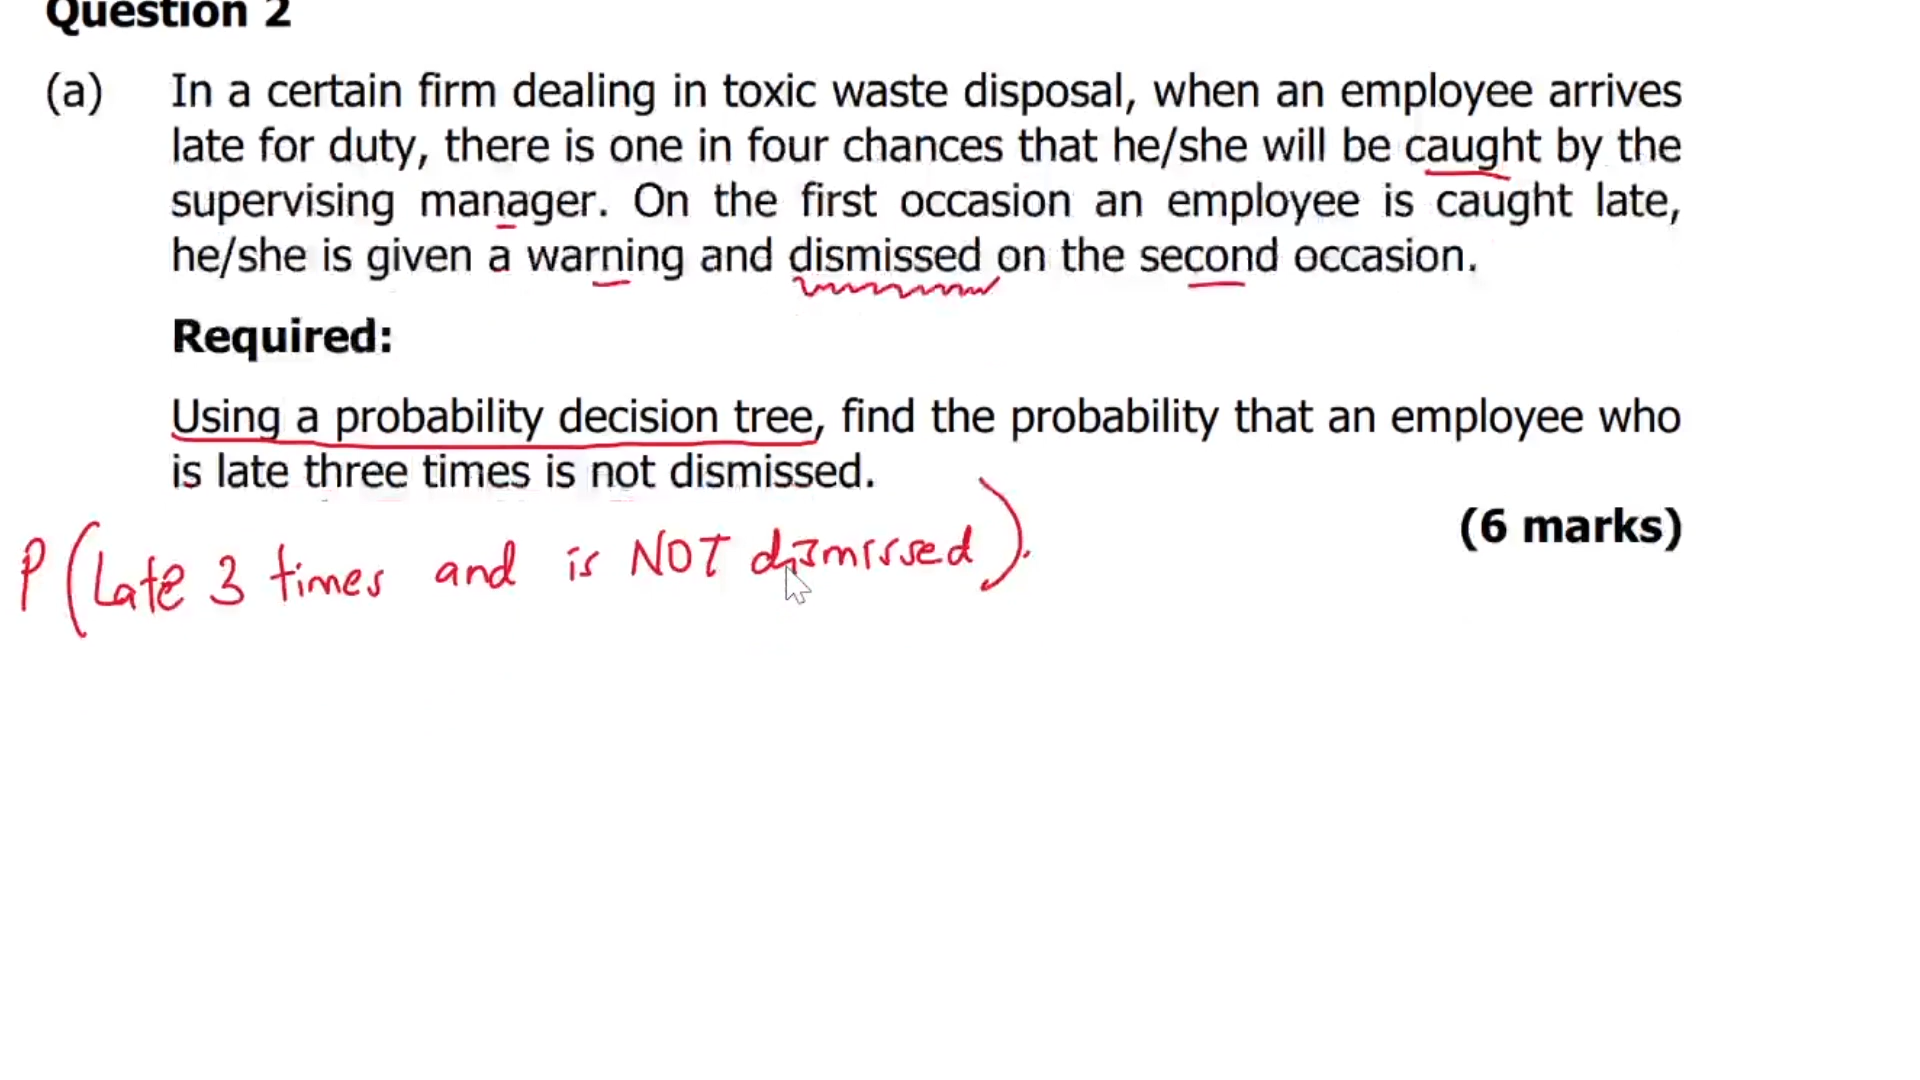 Question 2
(a) In a certain firm dealing in toxic waste disposal, when an employee arrives
late for duty, there is one in four chances that he/she will be caught by the
supervising manager. On the first occasion an employee is caught late,
he/she is given a warning and dismissed on the second occasion.
Required:
Using a probability decision tree, find the probability that an employee who
is late three times is not dismissed.
(6 marks)
P (Late 3 times and is NOT dismissed).